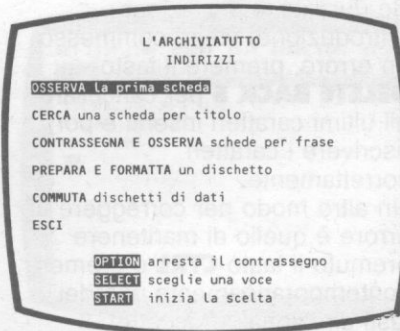 L'ARCHIVIATUTTO
INDIRIZZI
OSSERVA la prima scheda
CERCA una scheda per titolo
CONTRASSEGNA E OSSERVA schede per frase
PREPARA E FORMATTA un dischetto
COMMUTA dischetti di dati
ESCI
OPTION arresta il contrassegno
SELECT sceglie una voce
START inizia la scelta